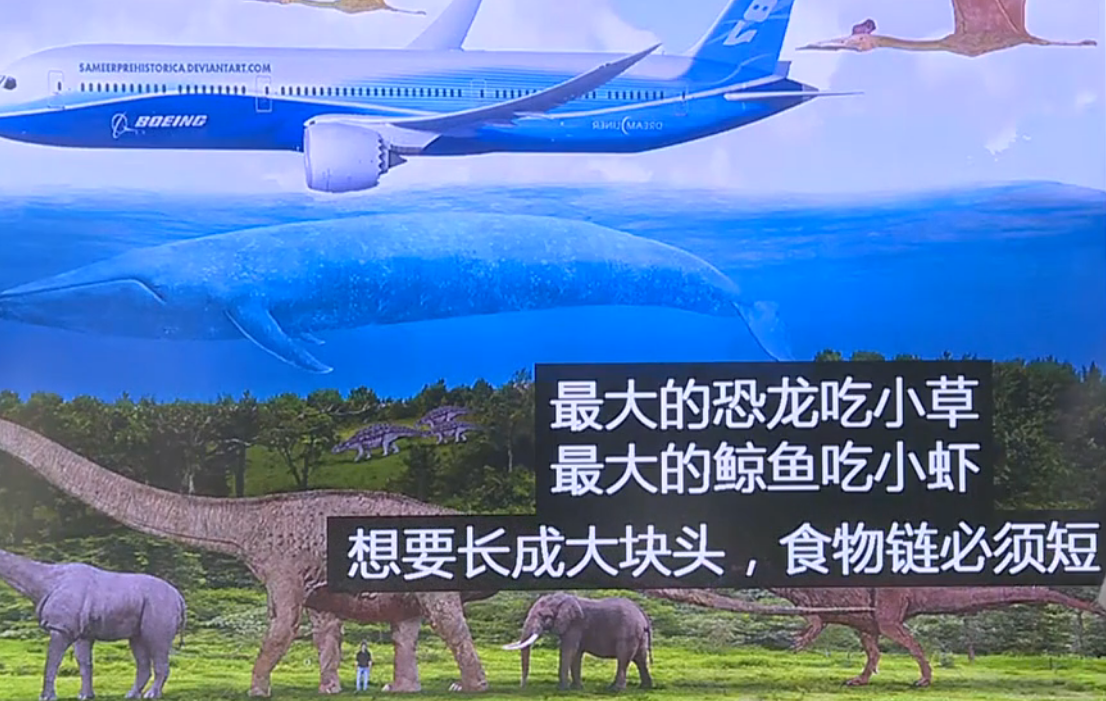 SAMEERPREHISTORICA.DEVIANTART.COM
BOEING
DREAMLINER
最大的恐龙吃小草
最大的鲸鱼吃小虾
想要长成大块头，食物链必须短